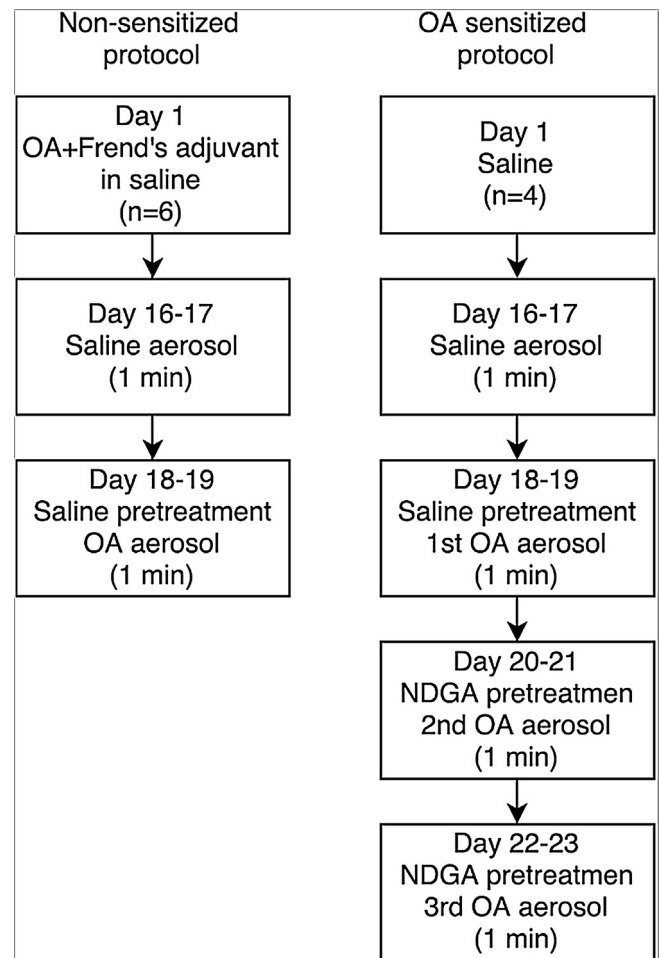 Non-sensitized
protocol
Day 1
OA+Frend's adjuvant
in saline
(n=6)
Day 16-17
Saline aerosol
(1 min)
Day 18-19
Saline pretreatment
OA aerosol
(1 min)
OA sensitized
protocol
Day 1
Saline
(n=4)
Day 16-17
Saline aerosol
(1 min)
Day 18-19
Saline pretreatment
1st OA aerosol
(1 min)
Day 20-21
NDGA pretreatmen
2nd OA aerosol
(1 min)
Day 22-23
NDGA pretreatmen
3rd OA aerosol
(1 min)